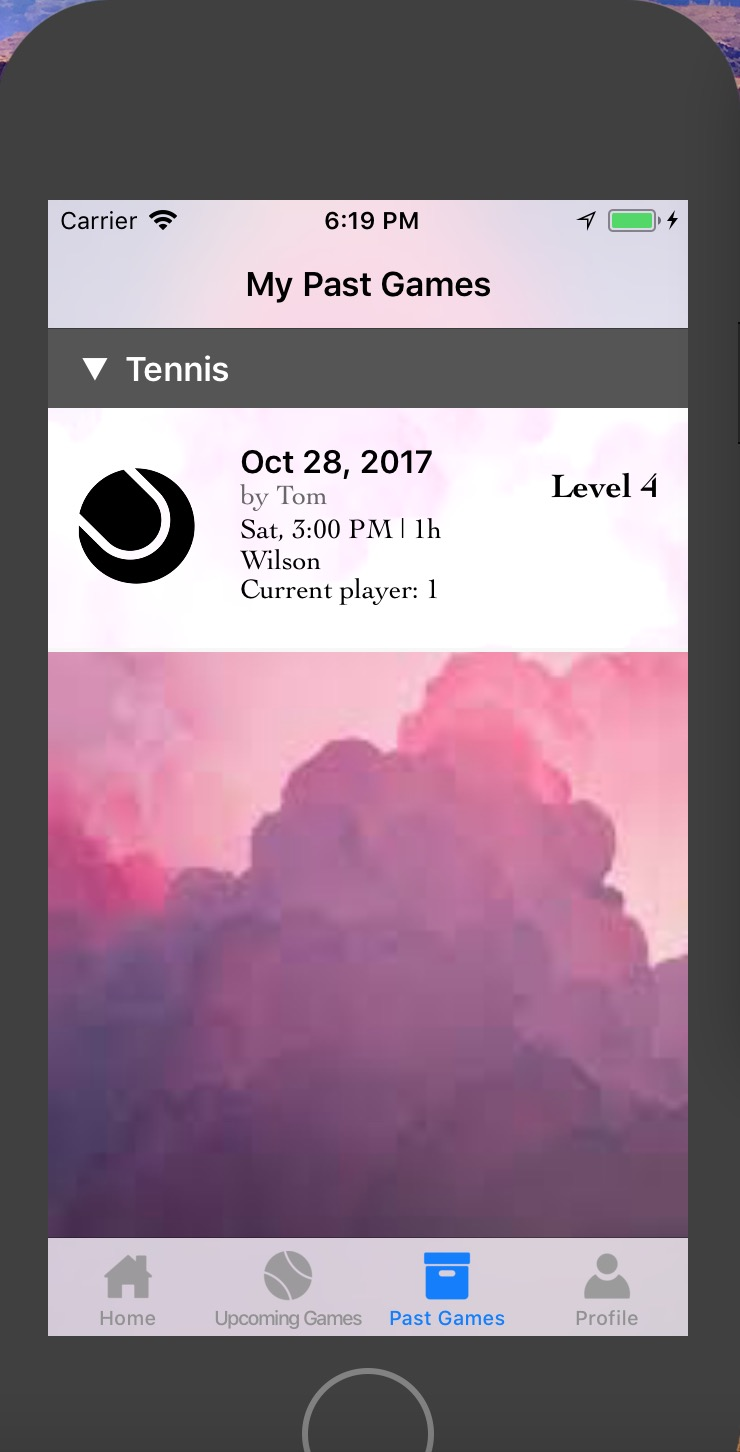 Carrier 6:19 PM
My Past Games
▼ Tennis
Oct 28, 2017
by Tom
Level 4
Sat, 3:00 PM | 1h
Wilson
Current player: 1
Home Upcoming Games Past Games Profile